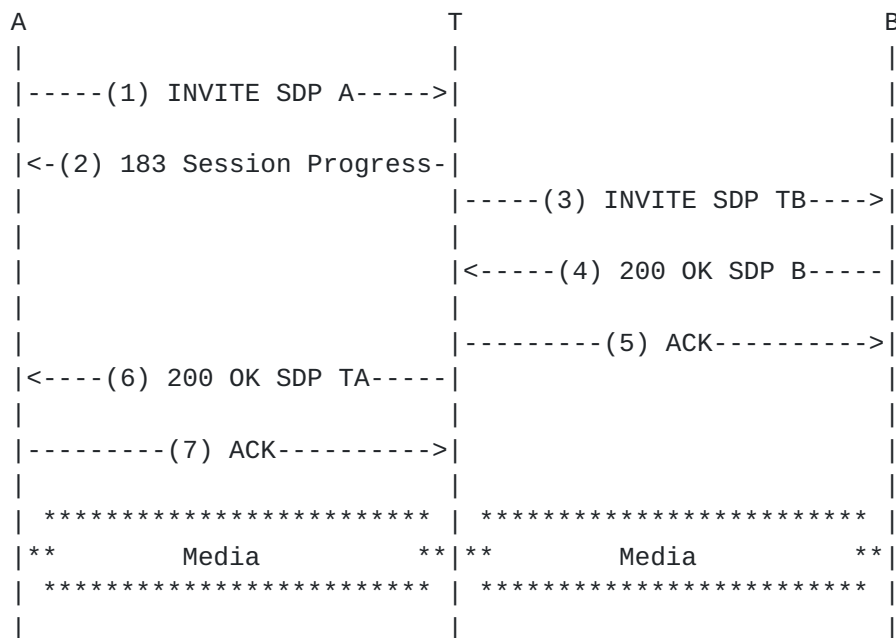 A                                  T                                  B
|                                  |                                  |
|-----(1) INVITE SDP A----->|                                  |
|                                  |                                  |
|<-(2) 183 Session Progress-|                                  |
|                                  |-----(3) INVITE SDP TB---->|
|                                  |                                  |
|                                  |<-----(4) 200 OK SDP B-----|
|                                  |                                  |
|                                  |---------(5) ACK---------->|
|<----(6) 200 OK SDP TA-----|                                  |
|                                  |                                  |
|---------(7) ACK---------->|                                  |
|                                  |                                  |
| ************************* | ************************* |
|**        Media          **|**        Media          **|
| ************************* | ************************* |
|                                  |                                  |